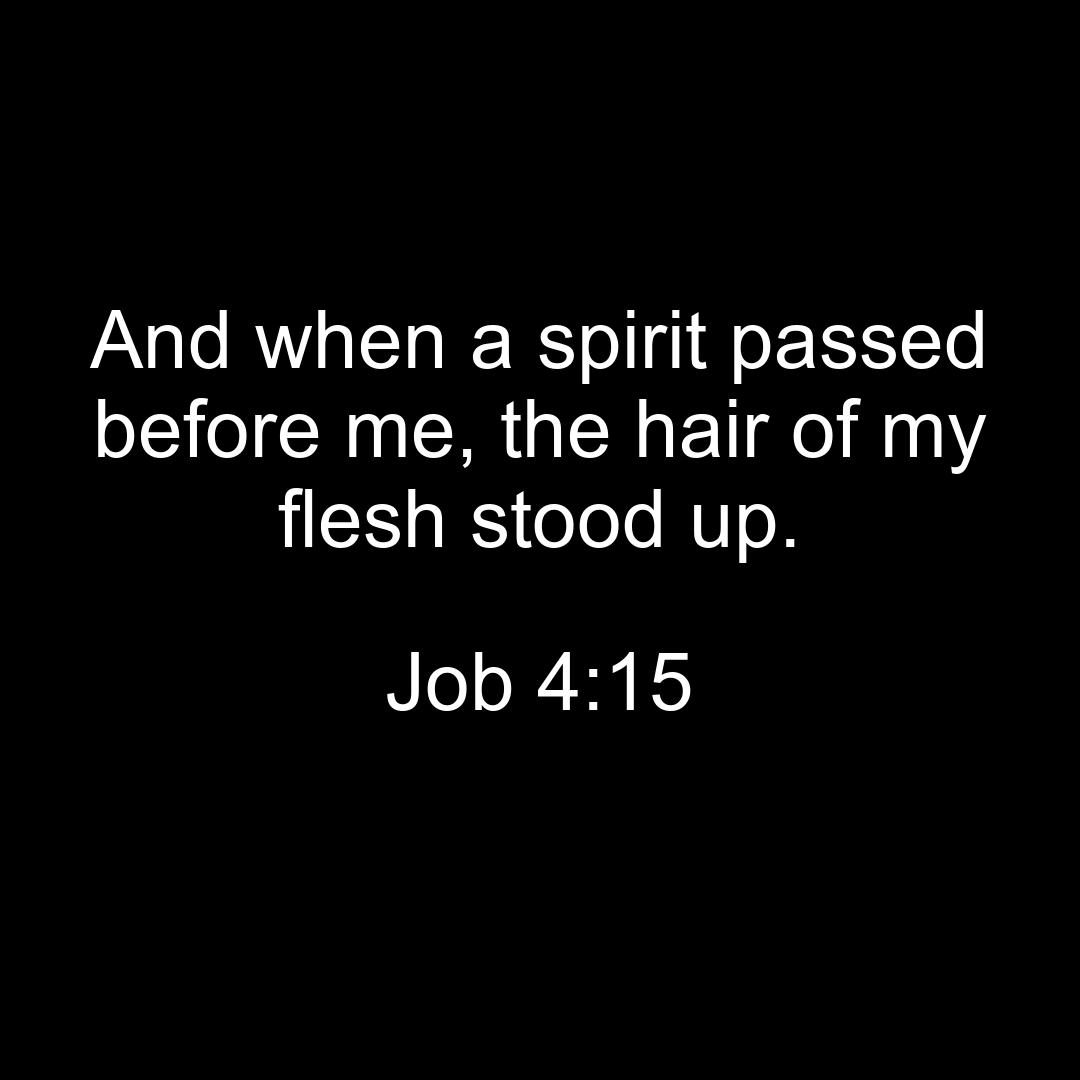 And when a spirit passed
before me, the hair of my
flesh stood up.
Job 4:15